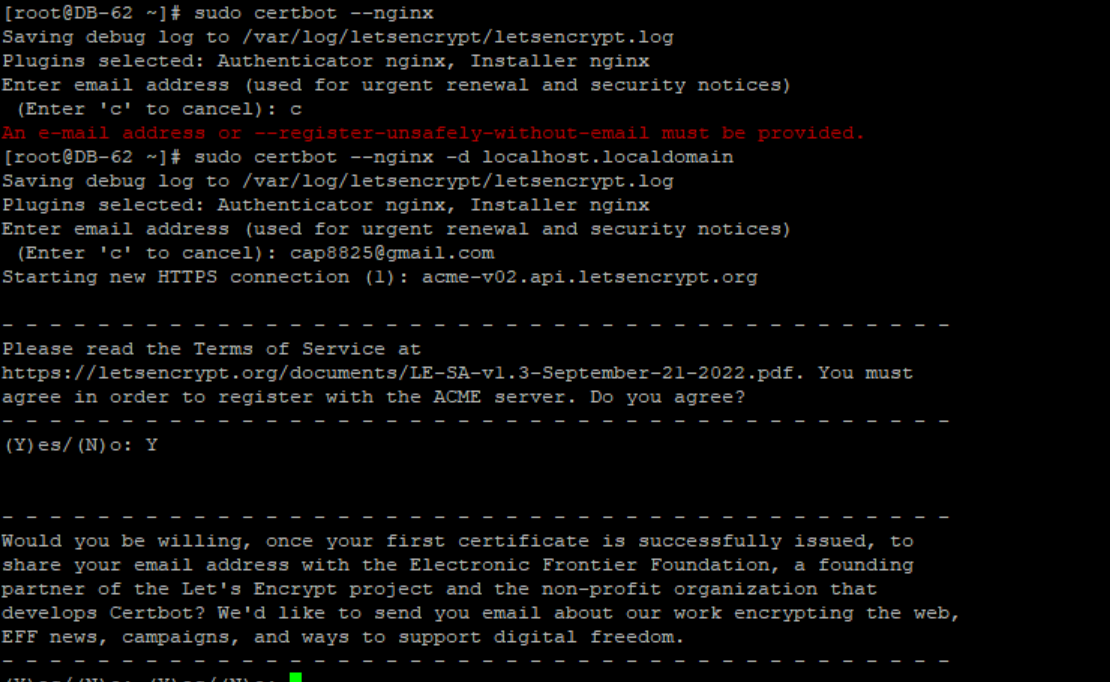 [root@DB-62 ~]# sudo certbot --nginx
Saving debug log to /var/log/letsencrypt/letsencrypt.log
Plugins selected: Authenticator nginx, Installer nginx
Enter email address (used for urgent renewal and security notices)
 (Enter 'c' to cancel): c
An e-mail address or --register-unsafely-without-email must be provided.
[root@DB-62 ~]# sudo certbot --nginx -d localhost.localdomain
Saving debug log to /var/log/letsencrypt/letsencrypt.log
Plugins selected: Authenticator nginx, Installer nginx
Enter email address (used for urgent renewal and security notices)
 (Enter 'c' to cancel): cap8825@gmail.com
Starting new HTTPS connection (1): acme-v02.api.letsencrypt.org
- - - - - - - - - - - - - - - - - - - - - - - - - - - - - - - - - - - - - - - -
Please read the Terms of Service at
https://letsencrypt.org/documents/LE-SA-v1.3-September-21-2022.pdf. You must
agree in order to register with the ACME server. Do you agree?
- - - - - - - - - - - - - - - - - - - - - - - - - - - - - - - - - - - - - - - -
(Y)es/(N)o: Y
- - - - - - - - - - - - - - - - - - - - - - - - - - - - - - - - - - - - - - - -
Would you be willing, once your first certificate is successfully issued, to
share your email address with the Electronic Frontier Foundation, a founding
partner of the Let's Encrypt project and the non-profit organization that
develops Certbot? We'd like to send you email about our work encrypting the web,
EFF news, campaigns, and ways to support digital freedom.
- - - - - - - - - - - - - - - - - - - - - - - - - - - - - - - - - - - - - - - -